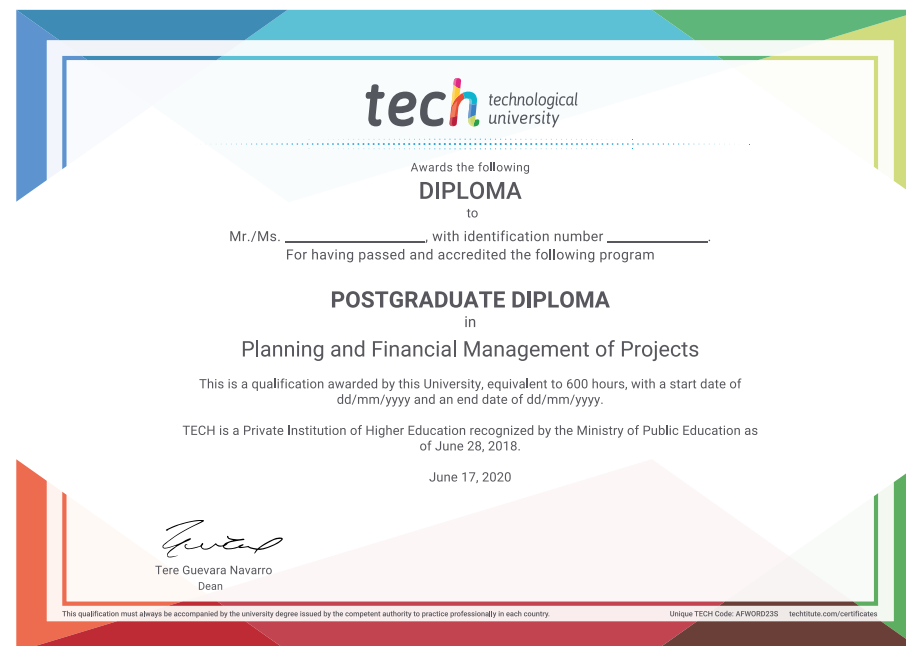 tech technological
university
Awards the following
DIPLOMA
to
Mr./Ms. ____________________, with identification number ______________.
For having passed and accredited the following program
POSTGRADUATE DIPLOMA
in
Planning and Financial Management of Projects
This is a qualification awarded by this University, equivalent to 600 hours, with a start date of
dd/mm/yyyy and an end date of dd/mm/yyyy.
TECH is a Private Institution of Higher Education recognized by the Ministry of Public Education as
of June 28, 2018.
June 17, 2020
Tere Guevara Navarro
Dean
This qualification must always be accompanied by the university degree issued by the competent authority to practice professionally in each country. Unique TECH Code: AFWORD23S techtitute.com/certificates